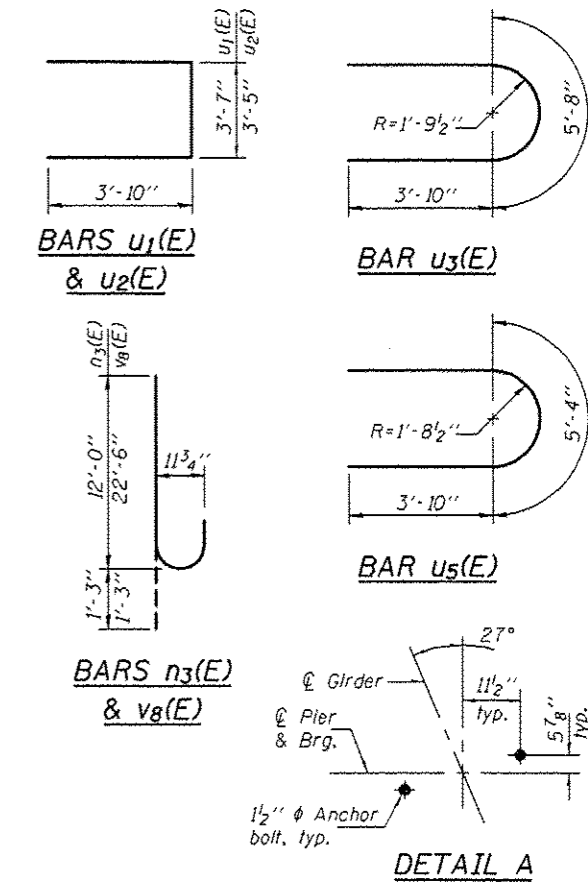 u1(E)
u2(E)
3'-7"
3'-5"
3'-10"
BARS u1(E)
& u2(E)
R=1'-9½"
5'-8"
3'-10"
BAR u3(E)
n3(E)
v8(E)
12'-0"
22'-6"
11¾"
1'-3"
1'-3"
BARS n3(E)
& v8(E)
R=1'-8½"
5'-4"
3'-10"
BAR u5(E)
27°
℄ Girder
11½"
typ.
℄ Pier
& Brg.
5⅞"
typ.
1½" ϕ Anchor
bolt, typ.
DETAIL A